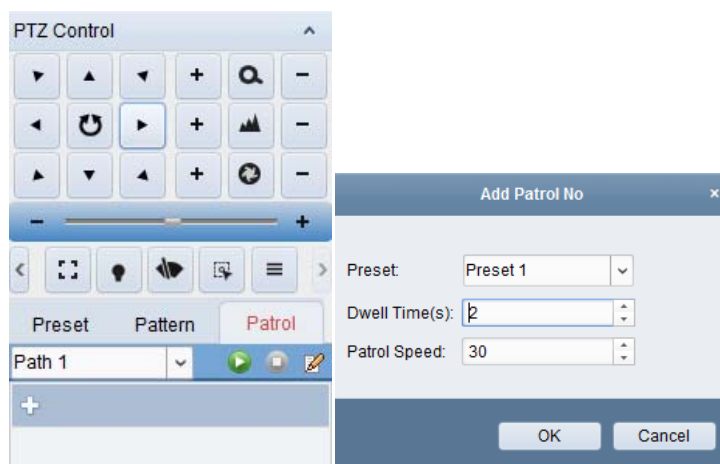 PTZ Control
Preset Pattern Patrol
Path 1
Add Patrol No
Preset: Preset 1
Dwell Time(s): 2
Patrol Speed: 30
OK Cancel